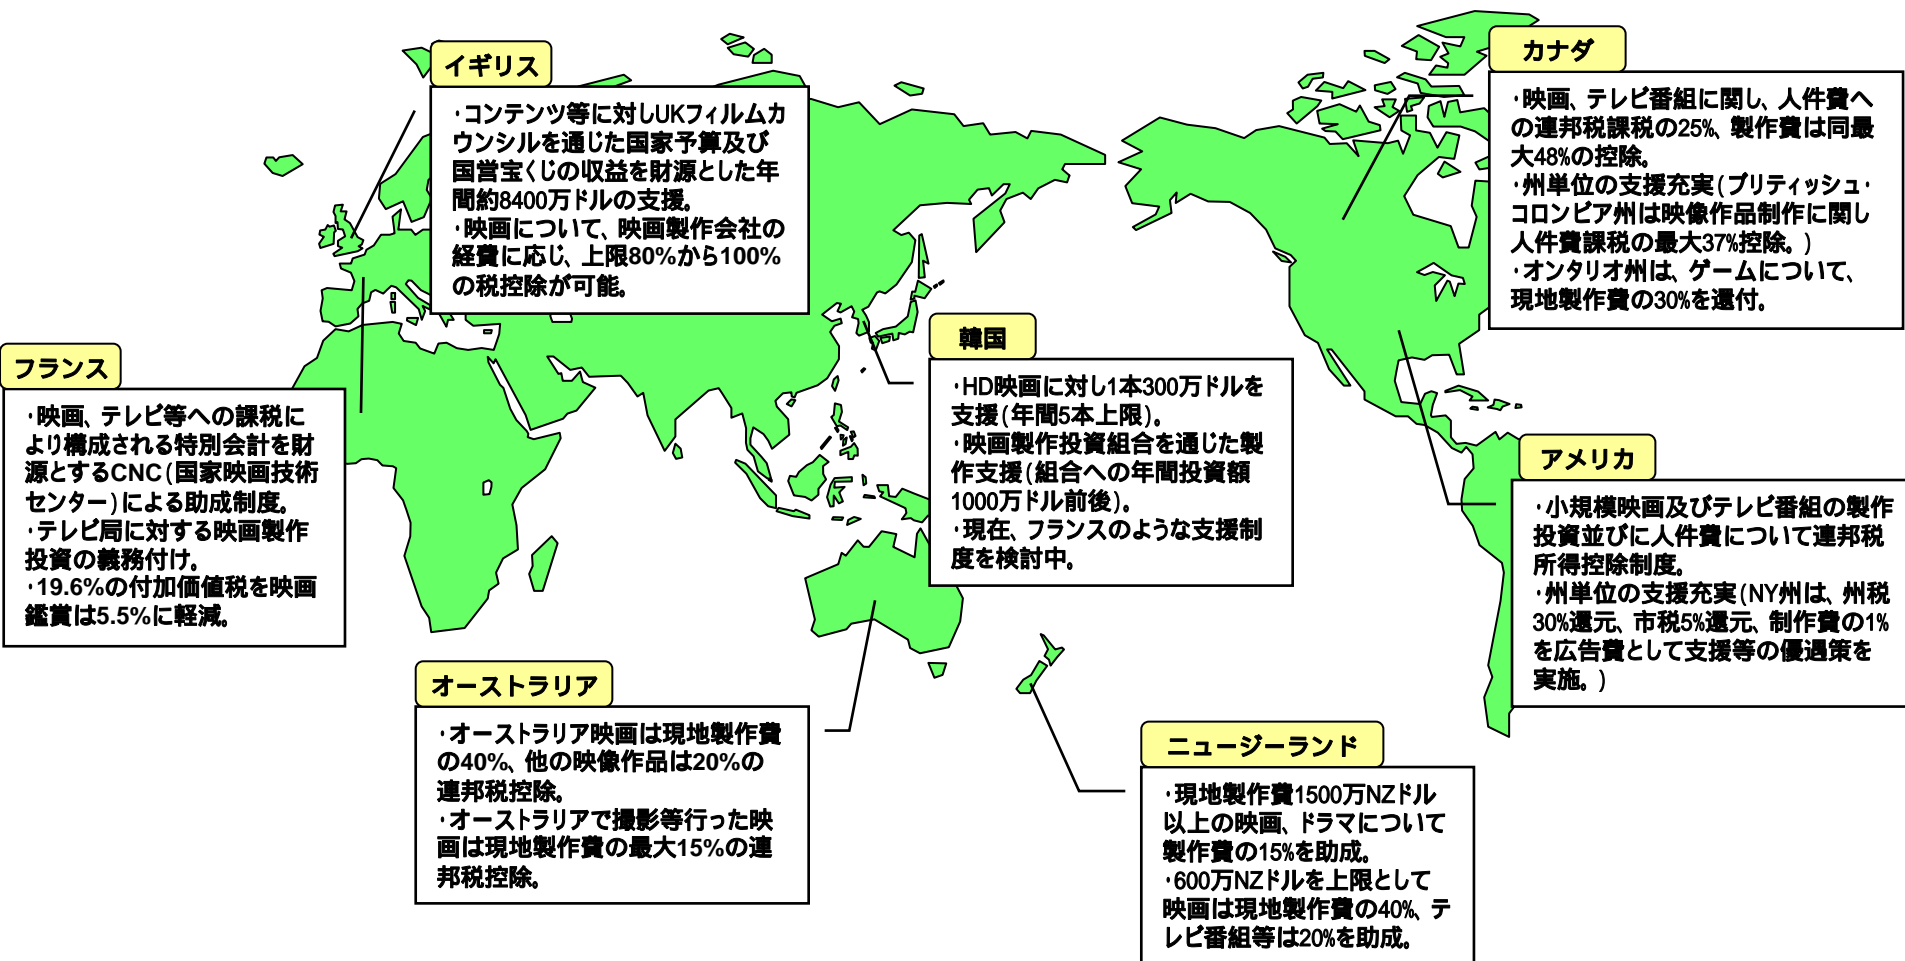 イギリス
・コンテンツ等に対しUKフィルムカ
ウンシルを通じた国家予算及び
国営宝くじの収益を財源とした年
間約8400万ドルの支援。
・映画について、映画製作会社の
経費に応じ、上限80%から100%
の税控除が可能。
カナダ
・映画、テレビ番組に関し、人件費へ
の連邦税課税の25%、製作費は同最
大48%の控除。
・州単位の支援充実(ブリティッシュ・
コロンビア州は映像作品制作に関し
人件費課税の最大37%控除。)
・オンタリオ州は、ゲームについて、
現地製作費の30%を還付。
フランス
・映画、テレビ等への課税に
より構成される特別会計を財
源とするCNC(国家映画技術
センター)による助成制度。
・テレビ局に対する映画製作
投資の義務付け。
・19.6%の付加価値税を映画
鑑賞は5.5%に軽減。
韓国
・HD映画に対し1本300万ドルを
支援(年間5本上限)。
・映画製作投資組合を通じた製
作支援(組合への年間投資額
1000万ドル前後)。
・現在、フランスのような支援制
度を検討中。
アメリカ
・小規模映画及びテレビ番組の製作
投資並びに人件費について連邦税
所得控除制度。
・州単位の支援充実(NY州は、州税
30%還元、市税5%還元、制作費の1%
を広告費として支援等の優遇策を
実施。)
オーストラリア
・オーストラリア映画は現地製作費
の40%、他の映像作品は20%の
連邦税控除。
・オーストラリアで撮影等行った映
画は現地製作費の最大15%の連
邦税控除。
ニュージーランド
・現地製作費1500万NZドル
以上の映画、ドラマについて
製作費の15%を助成。
・600万NZドルを上限として
映画は現地製作費の40%、テ
レビ番組等は20%を助成。